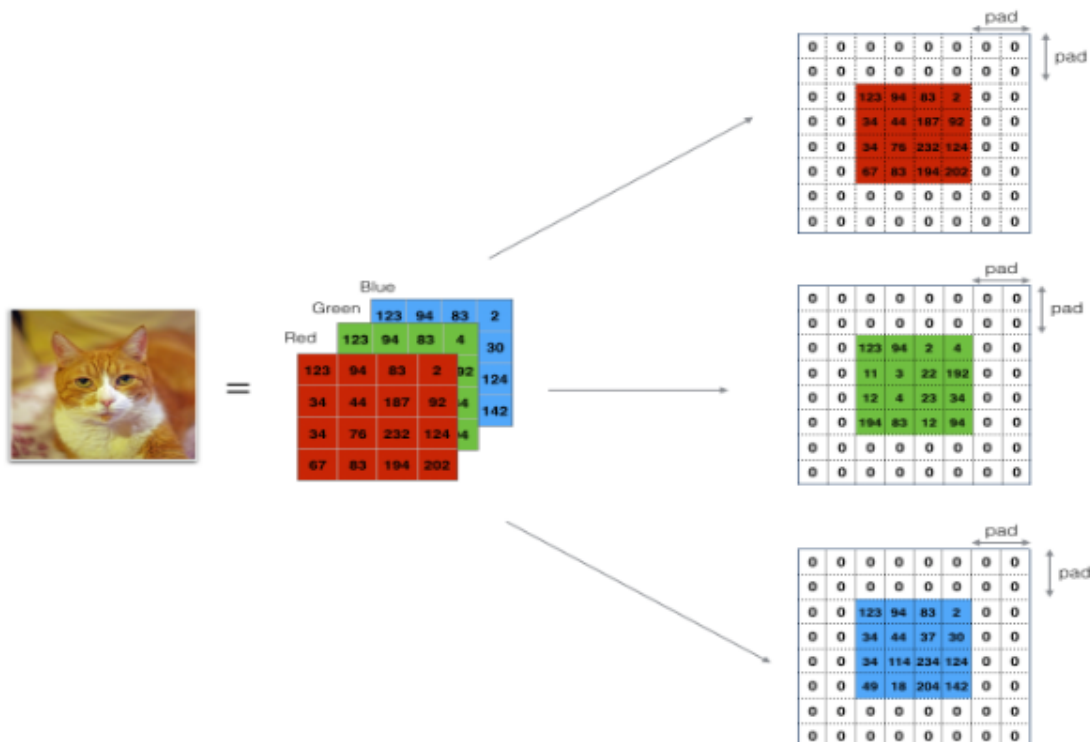 Blue
123 94 83 2
30
124
142
Green
123 94 83 4
92
4
94
Red
123 94 83 2
34 44 187 92
34 76 232 124
67 83 194 202
=
pad
pad
0 0 0 0 0 0 0 0
0 0 0 0 0 0 0 0
0 0 123 94 83 2 0 0
0 0 34 44 187 92 0 0
0 0 34 76 232 124 0 0
0 0 67 83 194 202 0 0
0 0 0 0 0 0 0 0
0 0 0 0 0 0 0 0
pad
pad
0 0 0 0 0 0 0 0
0 0 0 0 0 0 0 0
0 0 123 94 2 4 0 0
0 0 11 3 22 192 0 0
0 0 12 4 23 34 0 0
0 0 194 83 12 94 0 0
0 0 0 0 0 0 0 0
0 0 0 0 0 0 0 0
pad
pad
0 0 0 0 0 0 0 0
0 0 0 0 0 0 0 0
0 0 123 94 83 2 0 0
0 0 34 44 37 30 0 0
0 0 34 114 234 124 0 0
0 0 49 18 204 142 0 0
0 0 0 0 0 0 0 0
0 0 0 0 0 0 0 0